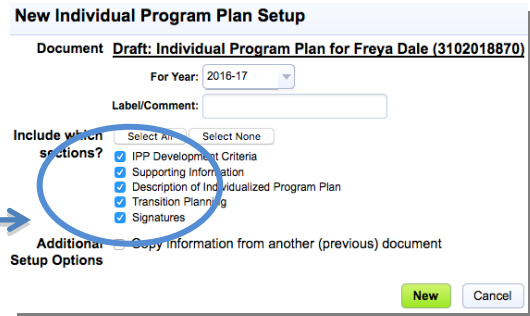 New Individual Program Plan Setup
Document Draft: Individual Program Plan for Freya Dale (3102018870)
For Year: 2016-17
Label/Comment:
Include which sections? Select All Select None
IPP Development Criteria
Supporting Information
Description of Individualized Program Plan
Transition Planning
Signatures
Additional Setup Options Copy information from another (previous) document
New Cancel